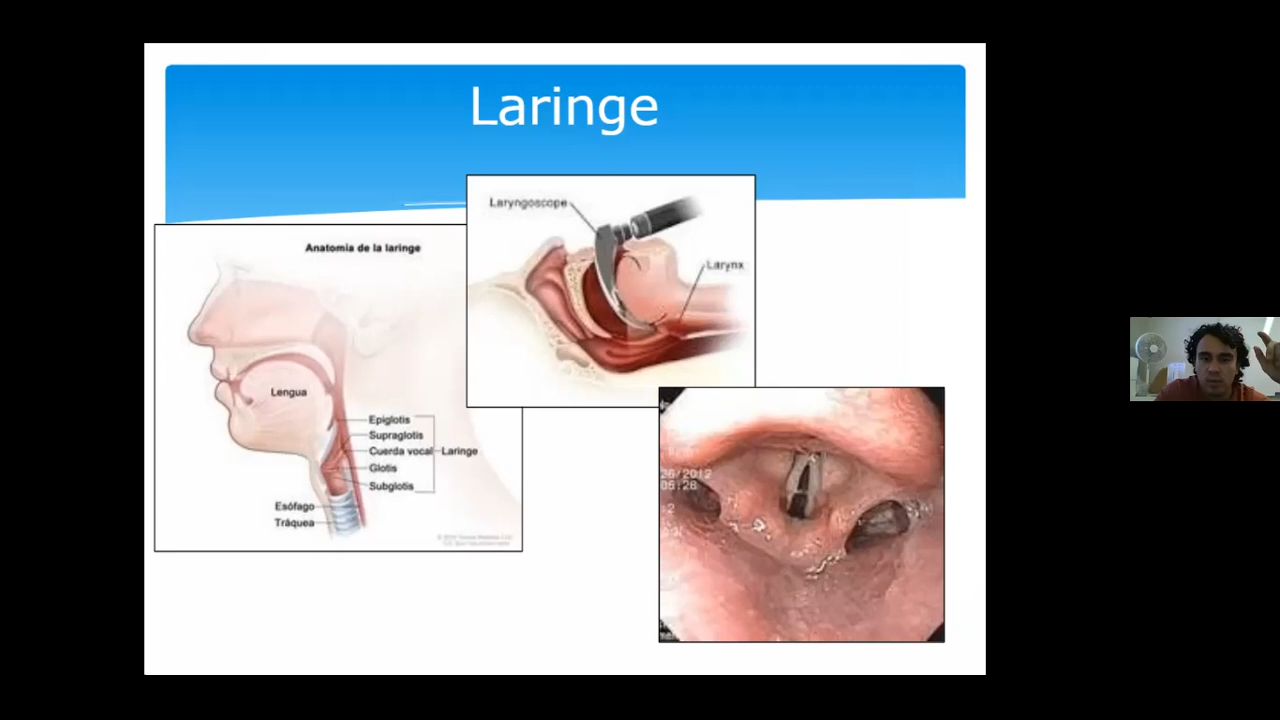 Laringe
Laryngoscope
Larynx
Anatomía de la laringe
Lengua
Epiglotis
Supraglotis
Cuerda vocal
Laringe
Glotis
Subglotis
Esófago
Tráquea
26/2012
05:28